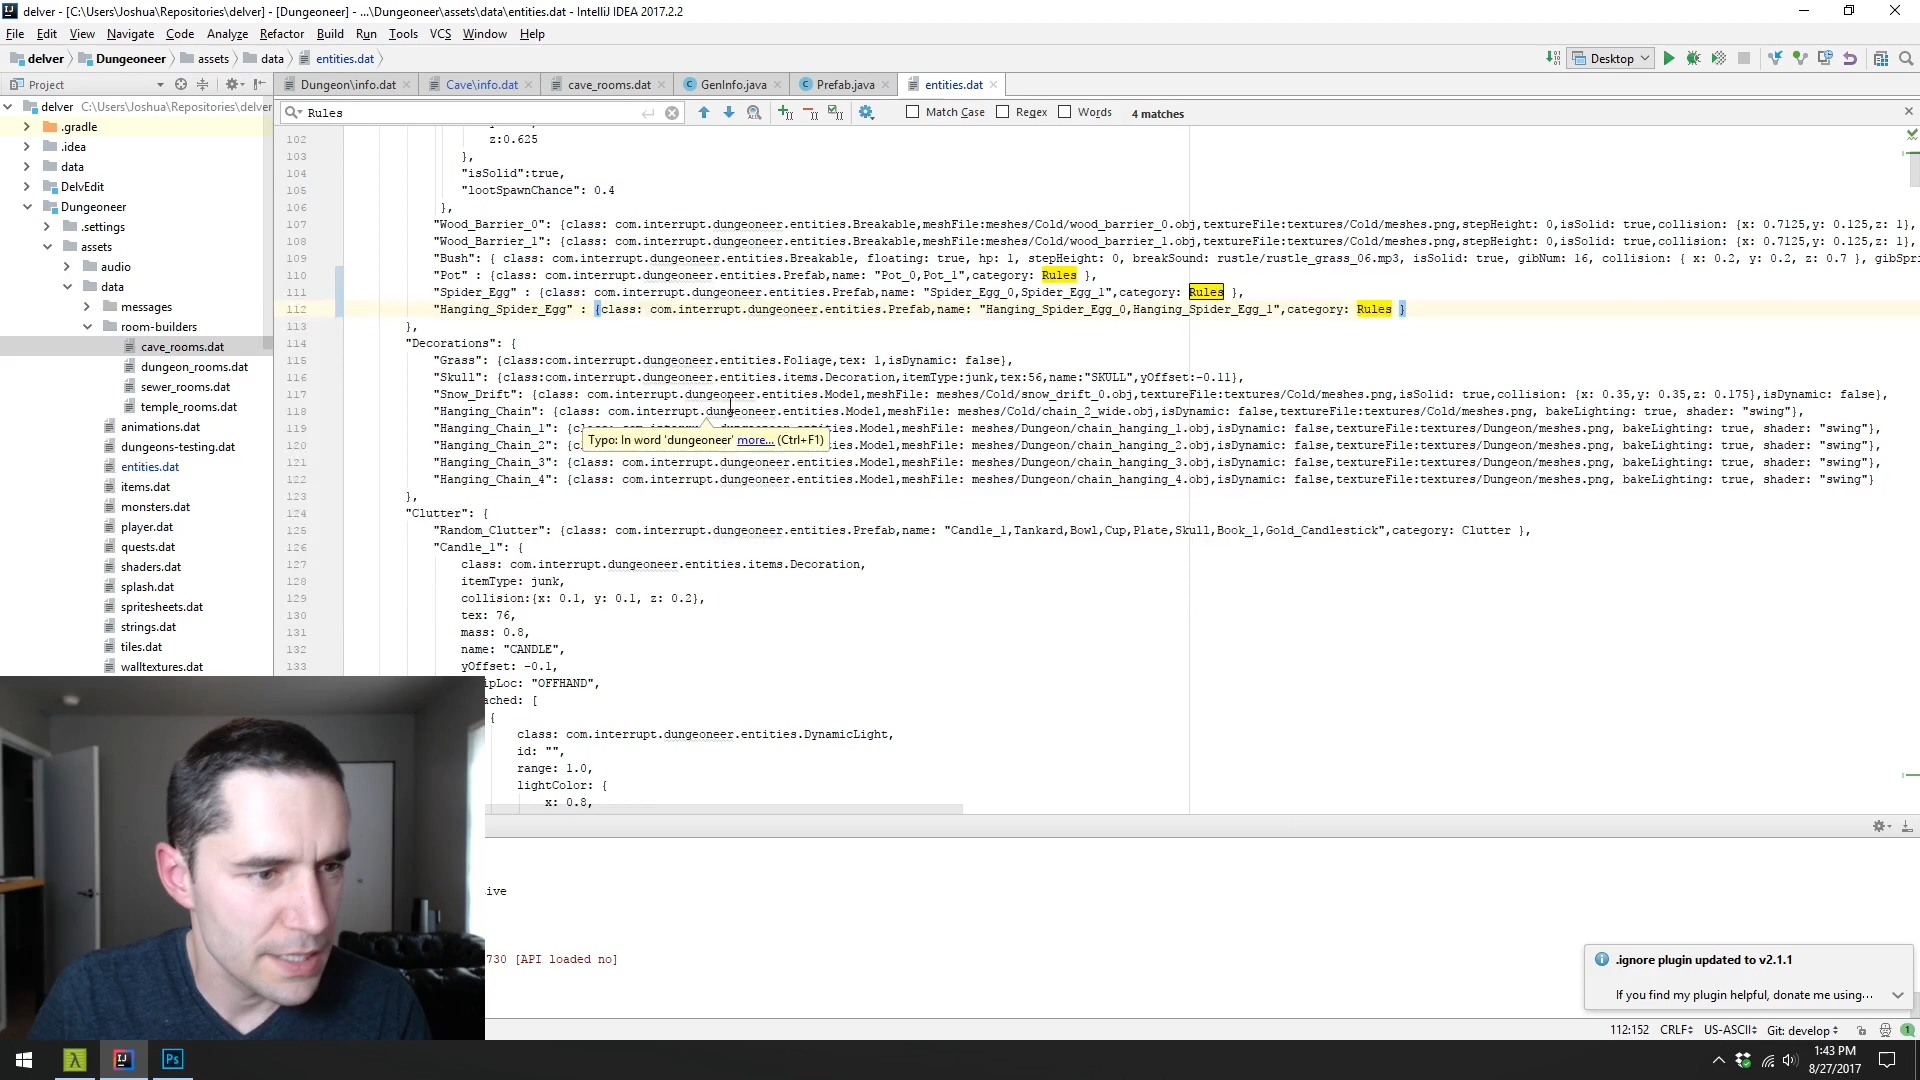 delver - [C:\Users\Joshua\Repositories\delver] - [Dungeoneer] - ...\Dungeoneer\assets\data\entities.dat - IntelliJ IDEA 2017.2.2
File Edit View Navigate Code Analyze Refactor Build Run Tools VCS Window Help
delver Dungeoneer assets data entities.dat
Desktop
Project
Dungeon\info.dat Cave\info.dat cave_rooms.dat GenInfo.java Prefab.java entities.dat
Rules
Match Case Regex Words 4 matches
delver C:\Users\Joshua\Repositories\delver
.gradle
.idea
data
DelvEdit
Dungeoneer
.settings
assets
audio
data
messages
room-builders
cave_rooms.dat
dungeon_rooms.dat
sewer_rooms.dat
temple_rooms.dat
animations.dat
dungeons-testing.dat
entities.dat
items.dat
monsters.dat
player.dat
quests.dat
shaders.dat
splash.dat
spritesheets.dat
strings.dat
tiles.dat
walltextures.dat
102 z:0.625
103 },
104 "isSolid":true,
105 "lootSpawnChance": 0.4
106 },
107 "Wood_Barrier_0": {class: com.interrupt.dungeoneer.entities.Breakable,meshFile:meshes/Cold/wood_barrier_0.obj,textureFile:textures/Cold/meshes.png,stepHeight: 0,isSolid: true,collision: {x: 0.7125,y: 0.125,z: 1},
108 "Wood_Barrier_1": {class: com.interrupt.dungeoneer.entities.Breakable,meshFile:meshes/Cold/wood_barrier_1.obj,textureFile:textures/Cold/meshes.png,stepHeight: 0,isSolid: true,collision: {x: 0.7125,y: 0.125,z: 1},
109 "Bush": { class: com.interrupt.dungeoneer.entities.Breakable, floating: true, hp: 1, stepHeight: 0, breakSound: rustle/rustle_grass_06.mp3, isSolid: true, gibNum: 16, collision: { x: 0.2, y: 0.2, z: 0.7 }, gibSpri
110 "Pot" : {class: com.interrupt.dungeoneer.entities.Prefab,name: "Pot_0,Pot_1",category: Rules },
111 "Spider_Egg" : {class: com.interrupt.dungeoneer.entities.Prefab,name: "Spider_Egg_0,Spider_Egg_1",category: Rules },
112 "Hanging_Spider_Egg" : {class: com.interrupt.dungeoneer.entities.Prefab,name: "Hanging_Spider_Egg_0,Hanging_Spider_Egg_1",category: Rules }
113 },
114 "Decorations": {
115 "Grass": {class:com.interrupt.dungeoneer.entities.Foliage,tex: 1,isDynamic: false},
116 "Skull": {class:com.interrupt.dungeoneer.entities.items.Decoration,itemType:junk,tex:56,name:"SKULL",yOffset:-0.11},
117 "Snow_Drift": {class: com.interrupt.dungeoneer.entities.Model,meshFile: meshes/Cold/snow_drift_0.obj,textureFile:textures/Cold/meshes.png,isSolid: true,collision: {x: 0.35,y: 0.35,z: 0.175},isDynamic: false},
118 "Hanging_Chain": {class: com.interrupt.dungeoneer.entities.Model,meshFile: meshes/Cold/chain_2_wide.obj,isDynamic: false,textureFile:textures/Cold/meshes.png, bakeLighting: true, shader: "swing"},
119 "Hanging_Chain_1": {class: com.interrupt.dungeoneer.entities.Model,meshFile: meshes/Dungeon/chain_hanging_1.obj,isDynamic: false,textureFile:textures/Dungeon/meshes.png, bakeLighting: true, shader: "swing"},
Typo: In word 'dungeoneer' more... (Ctrl+F1)
120 "Hanging_Chain_2": {cl entities.Model,meshFile: meshes/Dungeon/chain_hanging_2.obj,isDynamic: false,textureFile:textures/Dungeon/meshes.png, bakeLighting: true, shader: "swing"},
121 "Hanging_Chain_3": {class: com.interrupt.dungeoneer.entities.Model,meshFile: meshes/Dungeon/chain_hanging_3.obj,isDynamic: false,textureFile:textures/Dungeon/meshes.png, bakeLighting: true, shader: "swing"},
122 "Hanging_Chain_4": {class: com.interrupt.dungeoneer.entities.Model,meshFile: meshes/Dungeon/chain_hanging_4.obj,isDynamic: false,textureFile:textures/Dungeon/meshes.png, bakeLighting: true, shader: "swing"}
123 },
124 "Clutter": {
125 "Random_Clutter": {class: com.interrupt.dungeoneer.entities.Prefab,name: "Candle_1,Tankard,Bowl,Cup,Plate,Skull,Book_1,Gold_Candlestick",category: Clutter },
126 "Candle_1": {
127 class: com.interrupt.dungeoneer.entities.items.Decoration,
128 itemType: junk,
129 collision:{x: 0.1, y: 0.1, z: 0.2},
130 tex: 76,
131 mass: 0.8,
132 name: "CANDLE",
133 yOffset: -0.1,
ipLoc: "OFFHAND",
ached: [
{
class: com.interrupt.dungeoneer.entities.DynamicLight,
id: "",
range: 1.0,
lightColor: {
x: 0.8,
ive
730 [API loaded no]
.ignore plugin updated to v2.1.1
If you find my plugin helpful, donate me using...
112:152 CRLF US-ASCII Git: develop 1
1:43 PM
8/27/2017